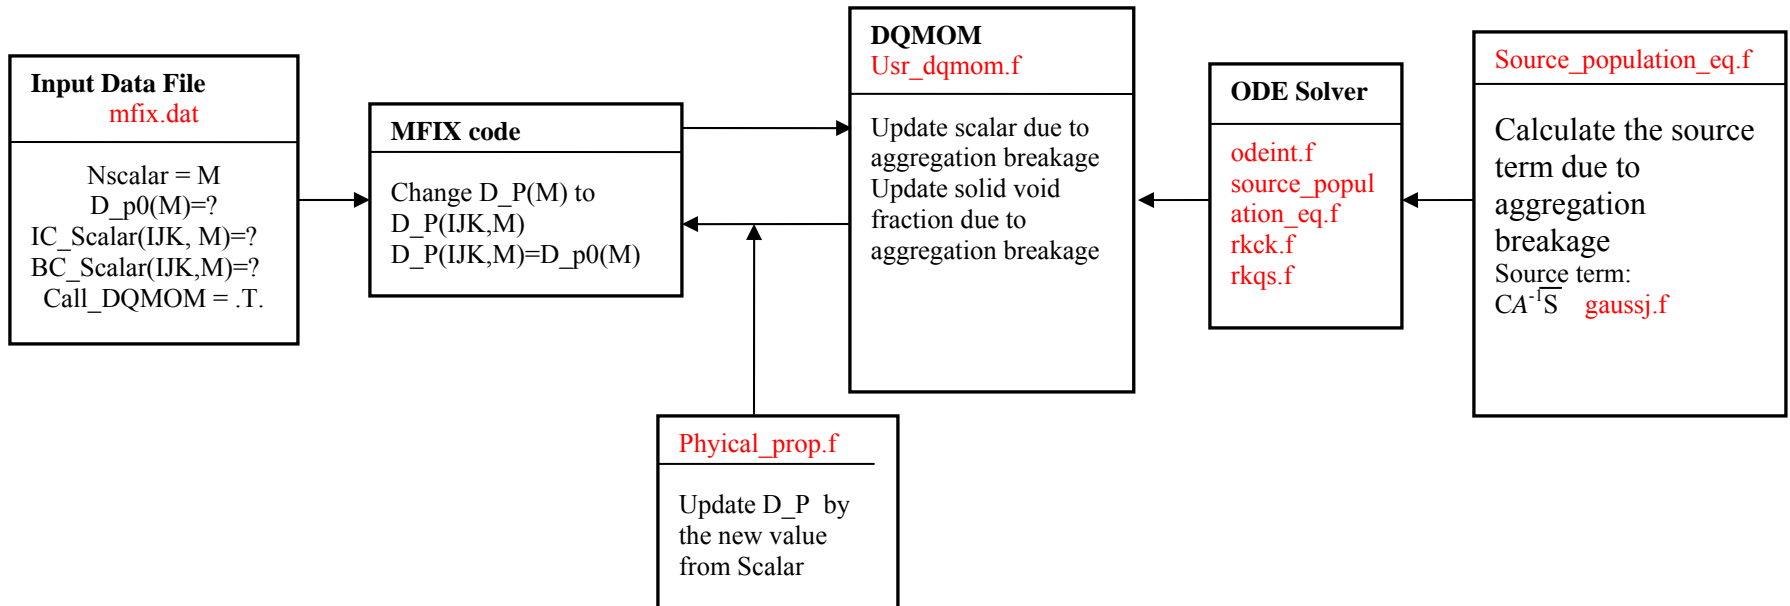 Input Data File
mfix.dat
Nscalar = M
D_p0(M)=?
IC_Scalar(IJK, M)=?
BC_Scalar(IJK,M)=?
Call_DQMOM = .T.
MFIX code
Change D_P(M) to
D_P(IJK,M)
D_P(IJK,M)=D_p0(M)
DQMOM
Usr_dqmom.f
Update scalar due to
aggregation breakage
Update solid void
fraction due to
aggregation breakage
Phyical_prop.f
Update D_P by
the new value
from Scalar
ODE Solver
odeint.f
source_popul
ation_eq.f
rkck.f
rkqs.f
Source_population_eq.f
Calculate the source
term due to
aggregation
breakage
Source term:
CA⁻¹S̅ gaussj.f